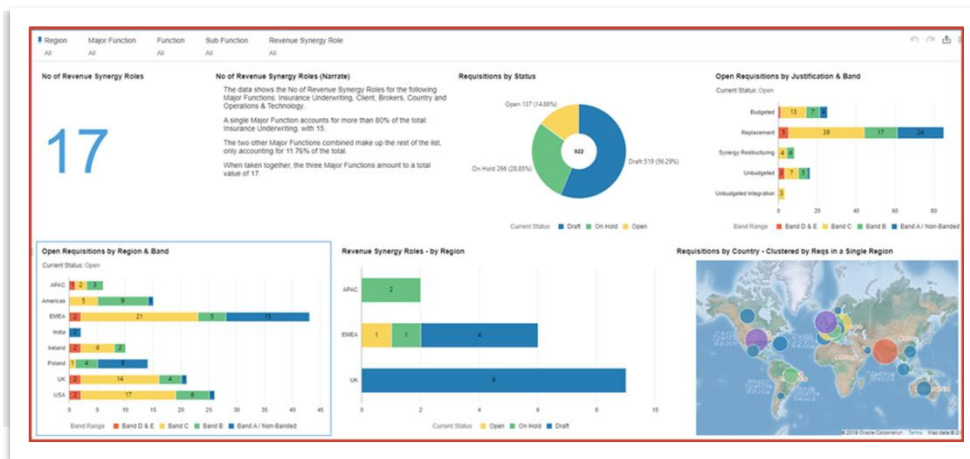 Region Major Function Function Sub Function Revenue Synergy Role
All All All All All
No of Revenue Synergy Roles
17
No of Revenue Synergy Roles (Narrate)
The data shows the No of Revenue Synergy Roles for the following
Major Functions: Insurance Underwriting, Client, Brokers, Country and
Operations & Technology.
A single Major Function accounts for more than 80% of the total:
Insurance Underwriting, with 15.
The two other Major Functions combined make up the rest of the list,
only accounting for 11.76% of the total.
When taken together, the three Major Functions amount to a total
value of 17.
Requisitions by Status
Open 137 (14.86%)
922
On Hold 266 (28.85%)
Draft 519 (56.29%)
Current Status: Draft On Hold Open
Open Requisitions by Justification & Band
Current Status: Open
Budgeted 13 7 4
Replacement 5 39 17 24
Synergy Restructuring 4 4
Unbudgeted 3 7 5
Unbudgeted Integration 3
0 20 40 60 80
Band Range Band D & E Band C Band B Band A / Non-Banded
Open Requisitions by Region & Band
Current Status: Open
APAC 1 2 3
Americas 5 9
EMEA 2 21 5 15
India 2
Ireland 2 6 2
Poland 1 4 9
UK 2 14 4
USA 2 17 6
0 5 10 15 20 25 30 35 40 45
Band Range Band D & E Band C Band B Band A / Non-Banded
Revenue Synergy Roles - by Region
APAC 2
EMEA 1 1 4
UK 9
0 2 4 6 8 10
Current Status Open On Hold Draft
Requisitions by Country - Clustered by Reqs in a Single Region
© 2019 Oracle Corporation Terms Map data ©